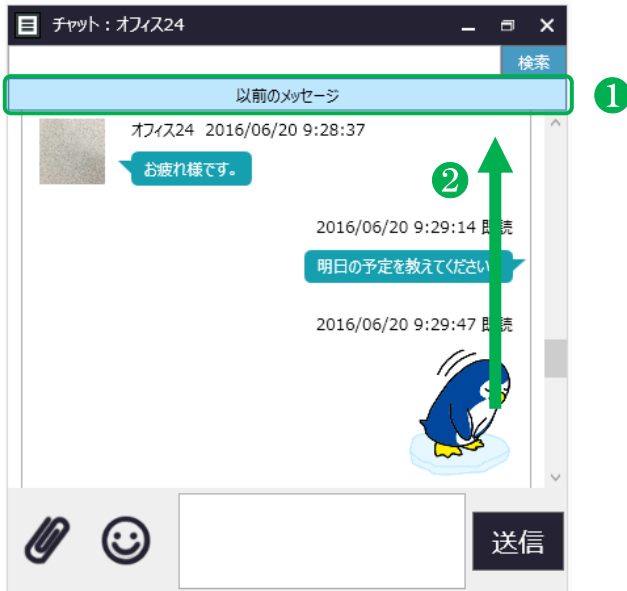 チャット：オフィス24
検索
以前のメッセージ
❶
オフィス24 2016/06/20 9:28:37
お疲れ様です。
❷
2016/06/20 9:29:14 既読
明日の予定を教えてください
2016/06/20 9:29:47 既読
送信